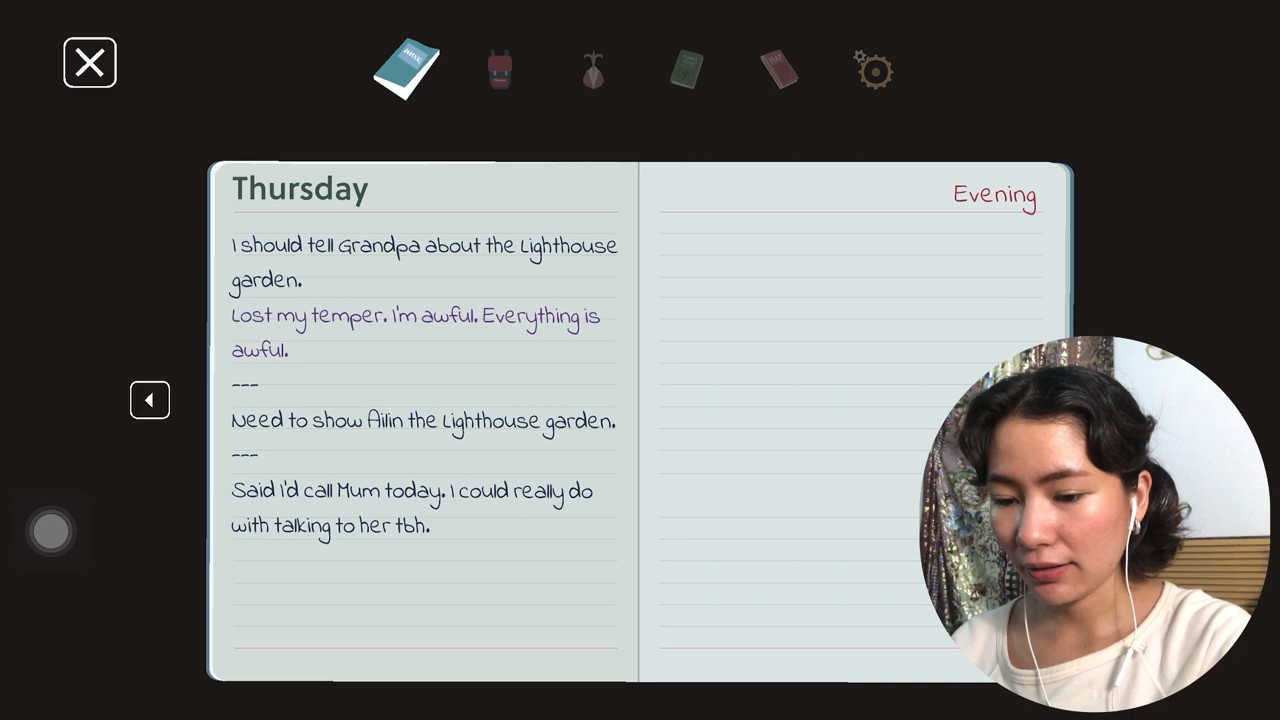 Thursday
I should tell Grandpa about the Lighthouse
garden.
Lost my temper. I'm awful. Everything is
awful.
---
Need to show Ailin the Lighthouse garden.
---
Said I'd call Mum today. I could really do
with talking to her tbh.
Evening